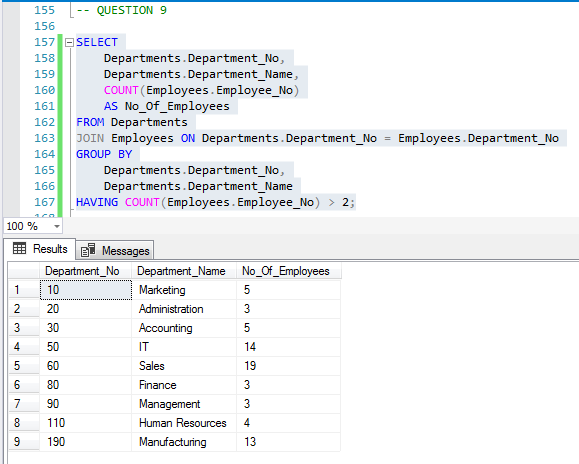 155 -- QUESTION 9
156
157 SELECT
158 Departments.Department_No,
159 Departments.Department_Name,
160 COUNT(Employees.Employee_No)
161 AS No_Of_Employees
162 FROM Departments
163 JOIN Employees ON Departments.Department_No = Employees.Department_No
164 GROUP BY
165 Departments.Department_No,
166 Departments.Department_Name
167 HAVING COUNT(Employees.Employee_No) > 2;
100 %
Results Messages
Department_No Department_Name No_Of_Employees
1 10 Marketing 5
2 20 Administration 3
3 30 Accounting 5
4 50 IT 14
5 60 Sales 19
6 80 Finance 3
7 90 Management 3
8 110 Human Resources 4
9 190 Manufacturing 13